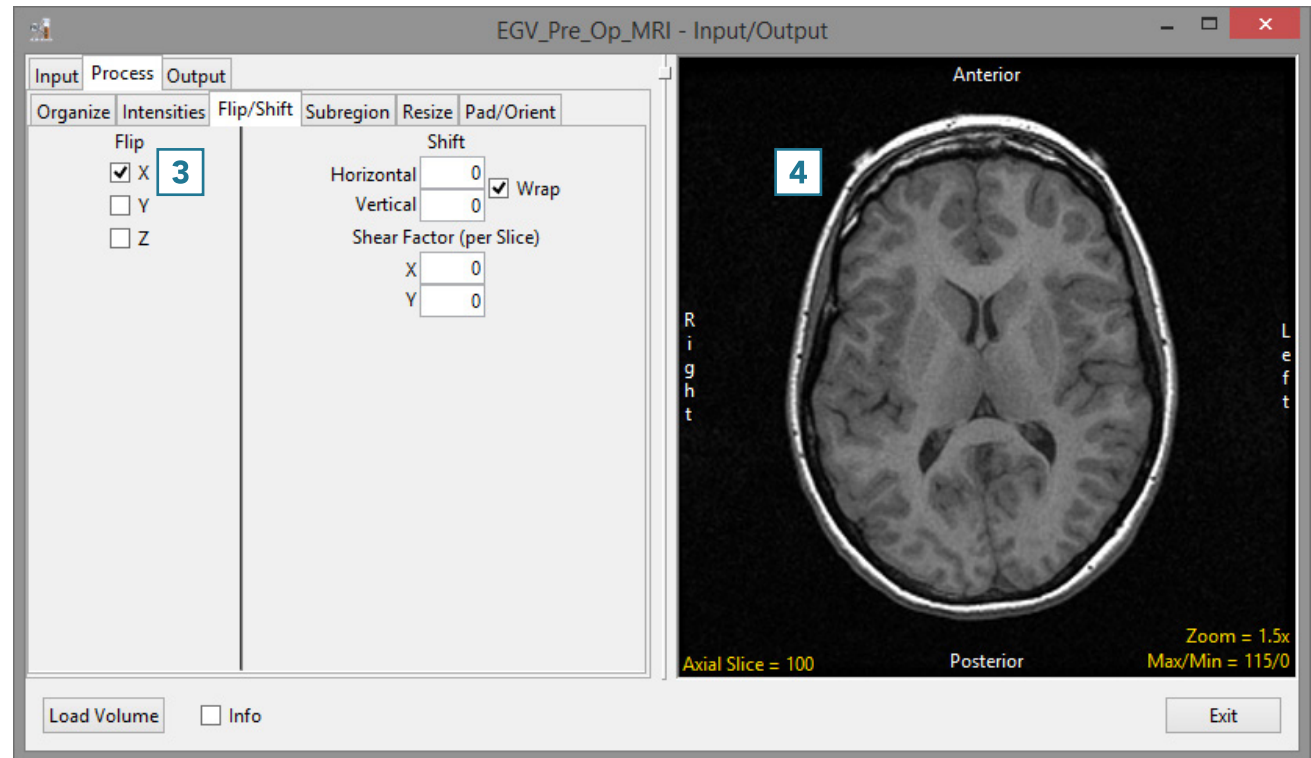 EGV_Pre_Op_MRI - Input/Output
Input Process Output
Organize Intensities Flip/Shift Subregion Resize Pad/Orient
Flip
X
3
Y
Z
Shift
Horizontal 0
Wrap
Vertical 0
Shear Factor (per Slice)
X 0
Y 0
Anterior
4
Right
Left
Zoom = 1.5x
Axial Slice = 100
Posterior
Max/Min = 115/0
Load Volume
Info
Exit